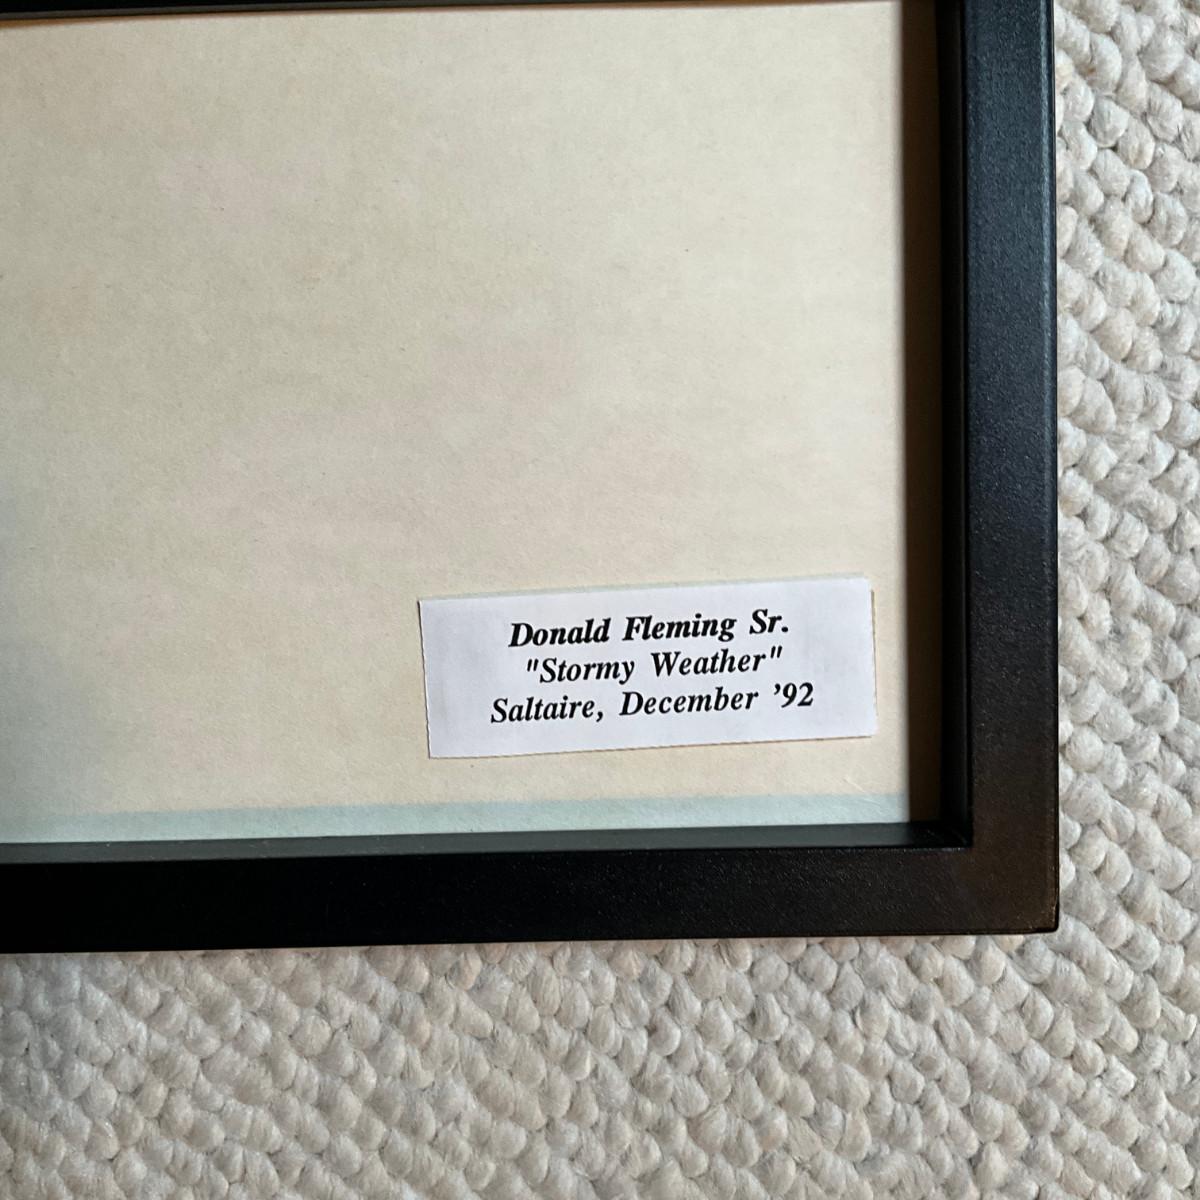 Donald Fleming Sr.
"Stormy Weather"
Saltaire, December ’92